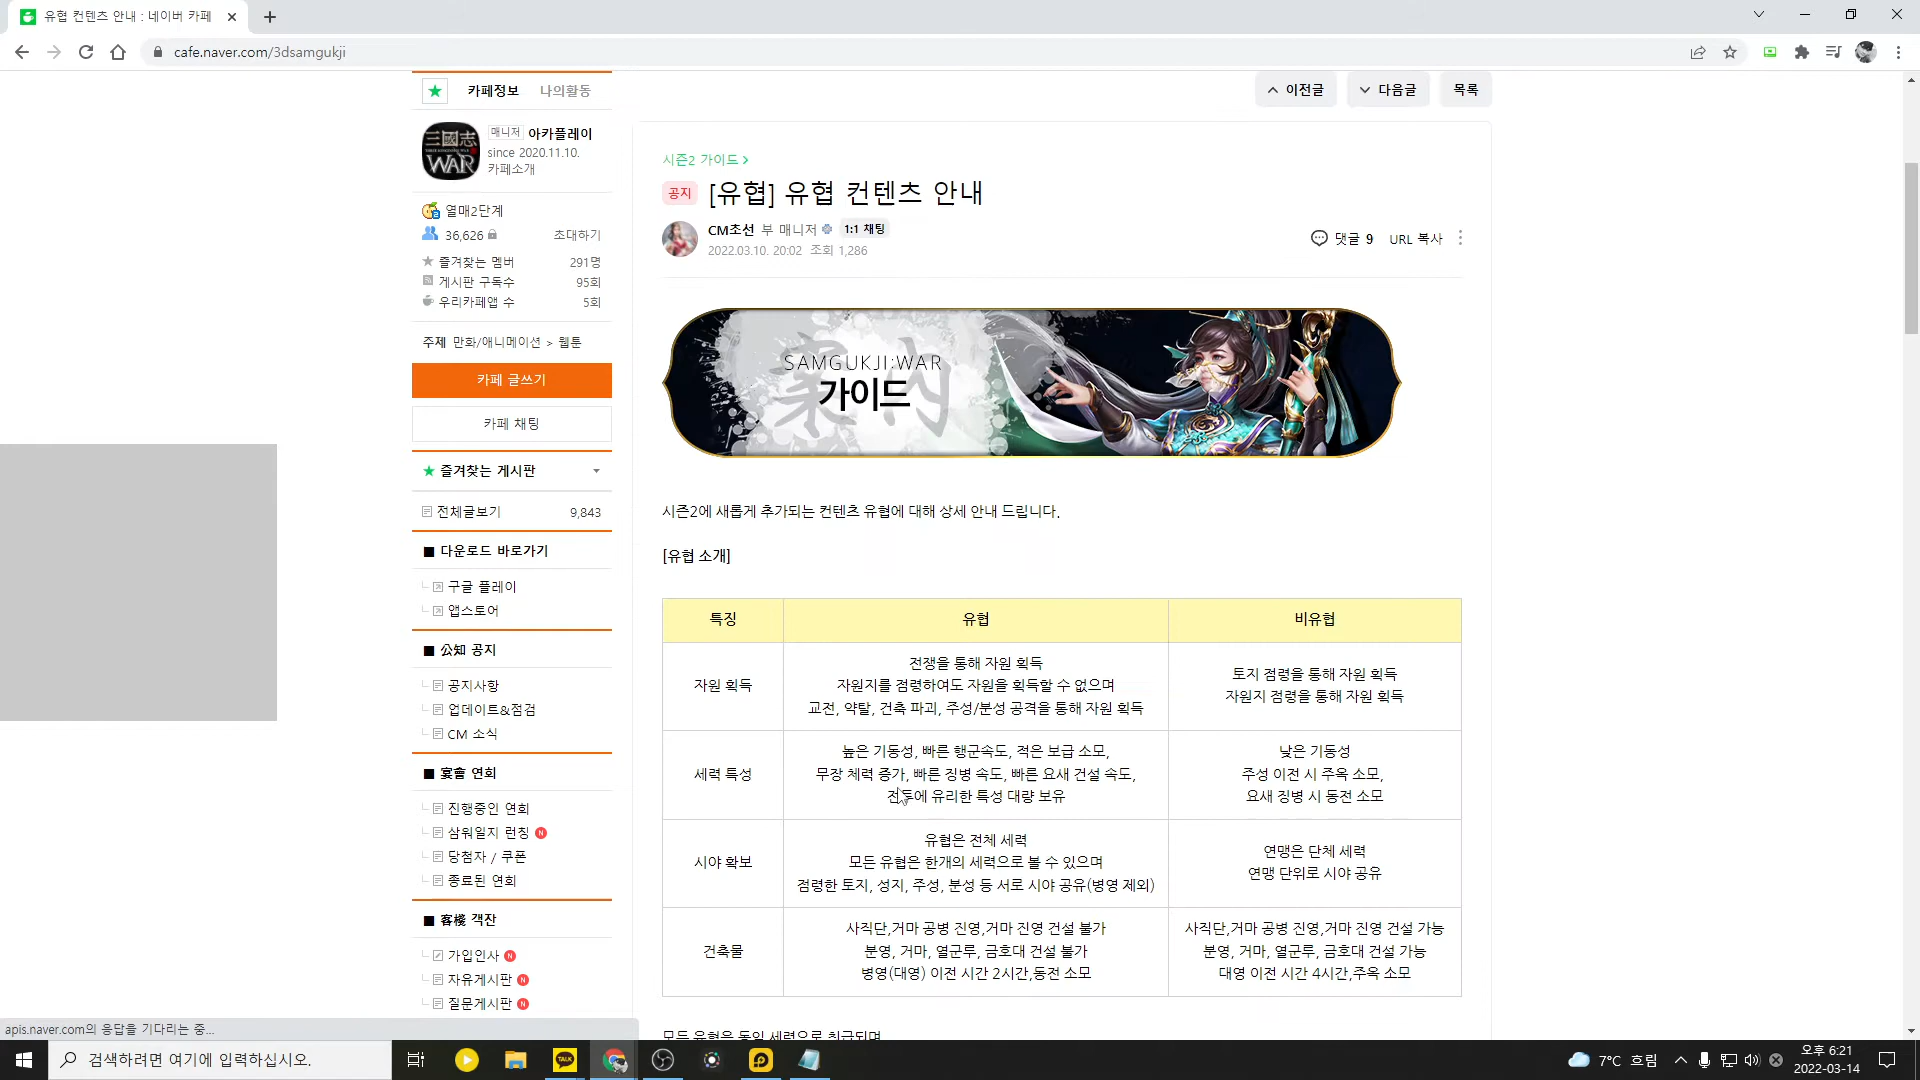 유협 컨텐츠 안내 : 네이버 카페
cafe.naver.com/3dsamgukji
카페정보 나의활동
三國志
WAR
매니저 아카플레이
since 2020.11.10.
카페소개
열매2단계
36,626 초대하기
즐겨찾는 멤버 291명
게시판 구독수 95회
우리카페앱 수 5회
주제 만화/애니메이션 > 웹툰
카페 글쓰기
카페 채팅
즐겨찾는 게시판
전체글보기 9,843
■ 다운로드 바로가기
구글 플레이
앱스토어
■ 公知 공지
공지사항
업데이트&점검
CM 소식
■ 宴會 연회
진행중인 연회
삼워일지 런칭 N
당첨자 / 쿠폰
종료된 연회
■ 客棧 객잔
가입인사 N
자유게시판 N
질문게시판 N
이전글 다음글 목록
시즌2 가이드 >
공지 [유협] 유협 컨텐츠 안내
CM초선 부 매니저 1:1 채팅
2022.03.10. 20:02 조회 1,286
댓글 9 URL 복사
案內
SAMGUKJI:WAR
가이드
시즌2에 새롭게 추가되는 컨텐츠 유협에 대해 상세 안내 드립니다.
[유협 소개]
특징 유협 비유협
자원 획득
전쟁을 통해 자원 획득
자원지를 점령하여도 자원을 획득할 수 없으며
교전, 약탈, 건축 파괴, 주성/분성 공격을 통해 자원 획득
토지 점령을 통해 자원 획득
자원지 점령을 통해 자원 획득
세력 특성
높은 기동성, 빠른 행군속도, 적은 보급 소모,
무장 체력 증가, 빠른 징병 속도, 빠른 요새 건설 속도,
전투에 유리한 특성 대량 보유
낮은 기동성
주성 이전 시 주옥 소모,
요새 징병 시 동전 소모
시야 확보
유협은 전체 세력
모든 유협은 한개의 세력으로 볼 수 있으며
점령한 토지, 성지, 주성, 분성 등 서로 시야 공유(병영 제외)
연맹은 단체 세력
연맹 단위로 시야 공유
건축물
사직단,거마 공병 진영,거마 진영 건설 불가
분영, 거마, 열군루, 금호대 건설 불가
병영(대영) 이전 시간 2시간,동전 소모
사직단,거마 공병 진영,거마 진영 건설 가능
분영, 거마, 열군루, 금호대 건설 가능
대영 이전 시간 4시간,주옥 소모
모든 유협은 동일 세력으로 취급되며
apis.naver.com의 응답을 기다리는 중...
검색하려면 여기에 입력하십시오.
TALK
7°C 흐림
오후 6:21
2022-03-14